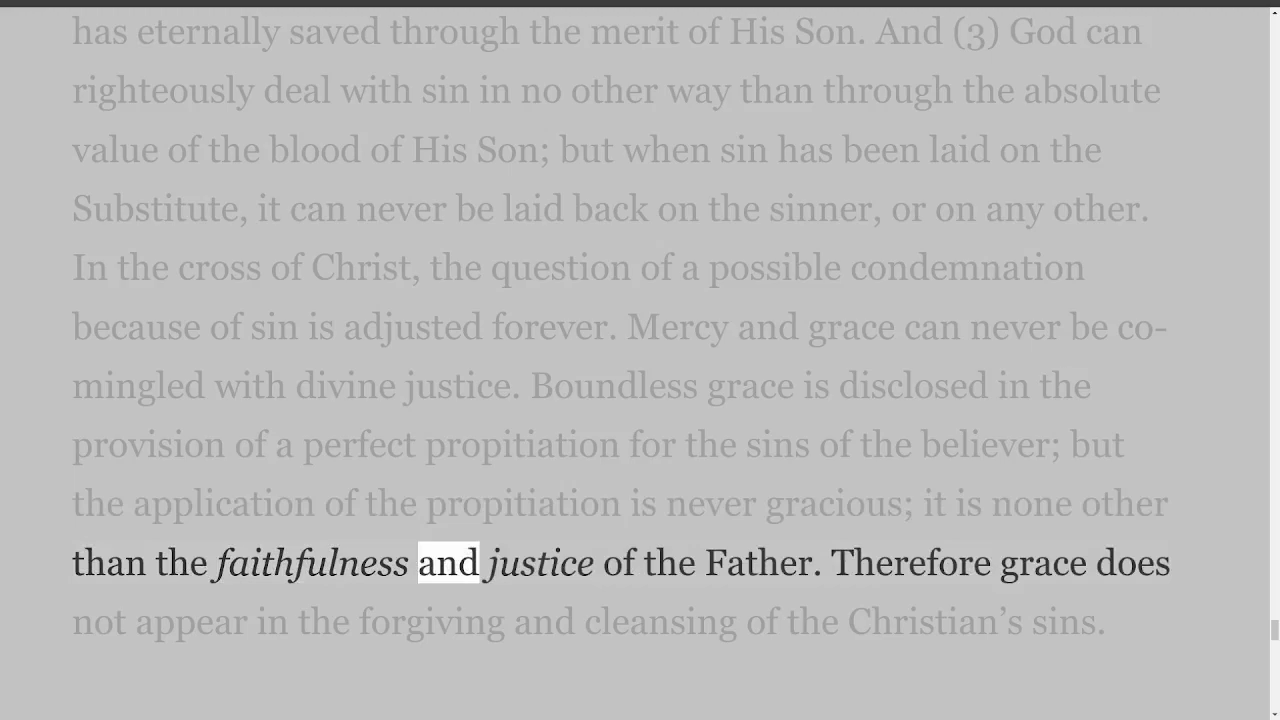 has eternally saved through the merit of His Son. And (3) God can
righteously deal with sin in no other way than through the absolute
value of the blood of His Son; but when sin has been laid on the
Substitute, it can never be laid back on the sinner, or on any other.
In the cross of Christ, the question of a possible condemnation
because of sin is adjusted forever. Mercy and grace can never be co-
mingled with divine justice. Boundless grace is disclosed in the
provision of a perfect propitiation for the sins of the believer; but
the application of the propitiation is never gracious; it is none other
than the faithfulness and justice of the Father. Therefore grace does
not appear in the forgiving and cleansing of the Christian’s sins.